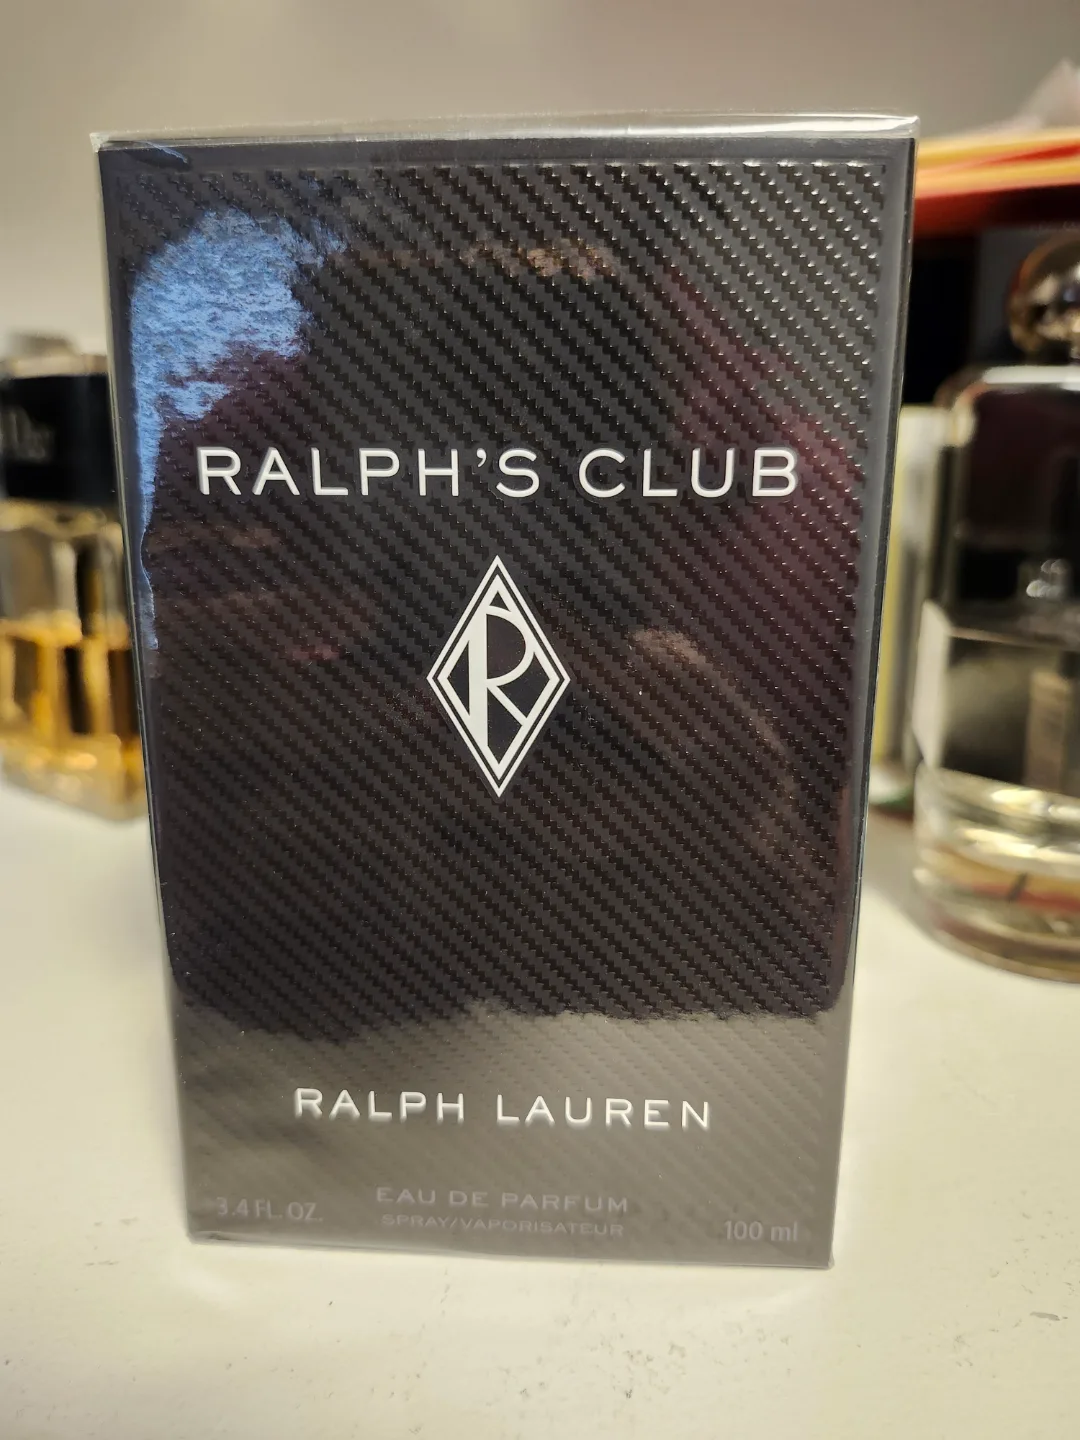 RALPH'S CLUB
R
RALPH LAUREN
EAU DE PARFUM
3.4 FL. OZ.
SPRAY/VAPORISATEUR
100 ml